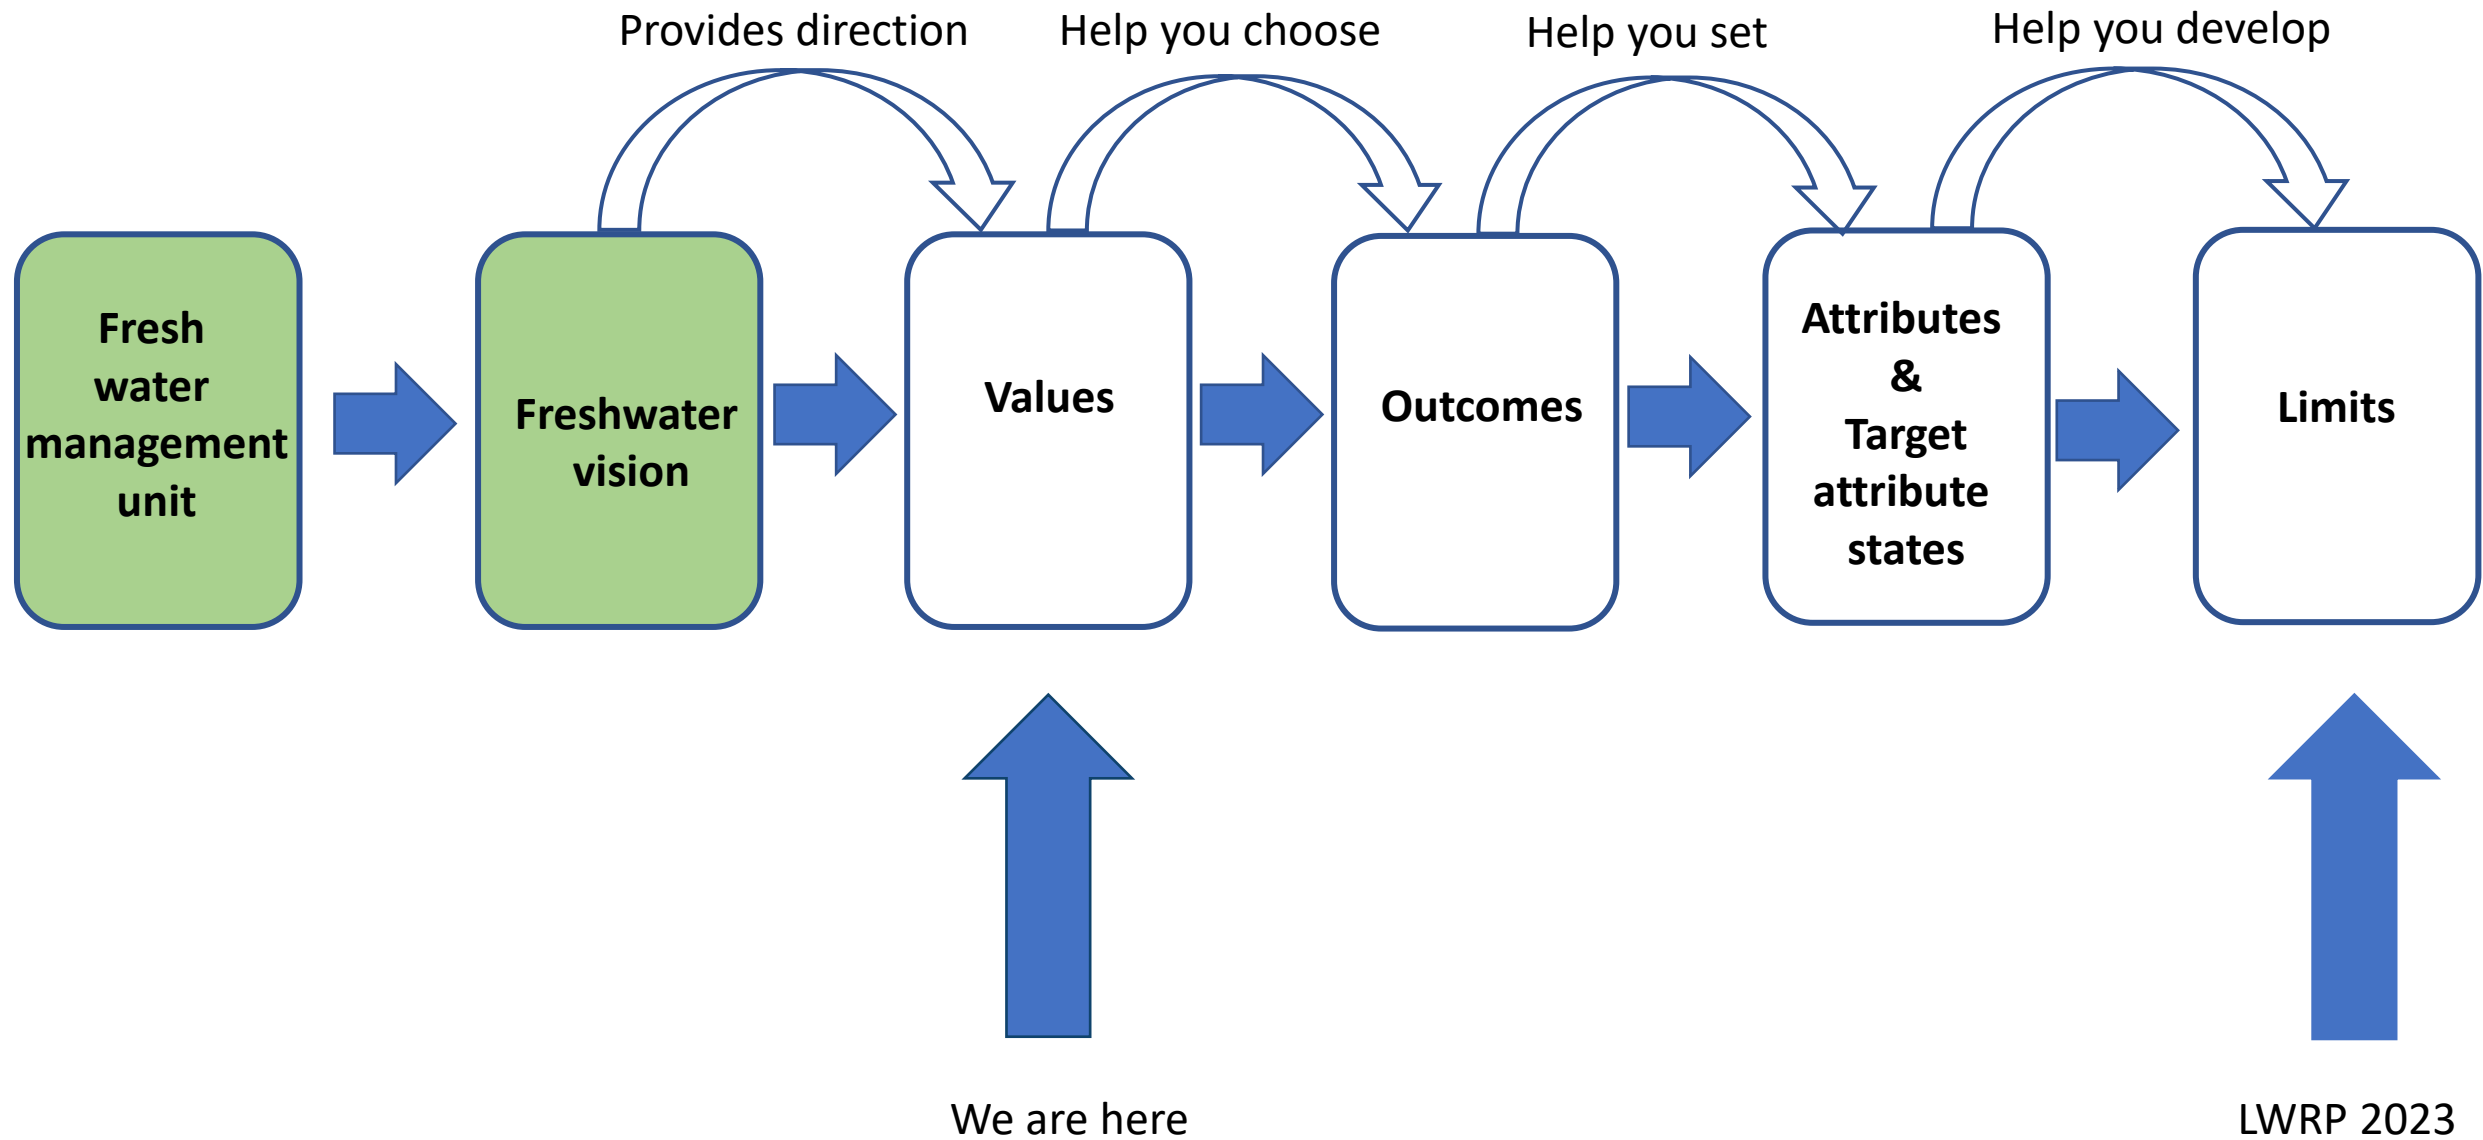 Provides direction
Help you choose
Help you set
Help you develop
Fresh
water
management
unit
Freshwater
vision
Values
Outcomes
Attributes
&
Target
attribute
states
Limits
We are here
LWRP 2023